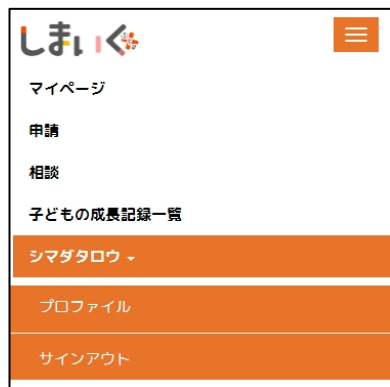 しまいく
マイページ
申請
相談
子どもの成長記録一覧
シマダタロウ
プロファイル
サインアウト